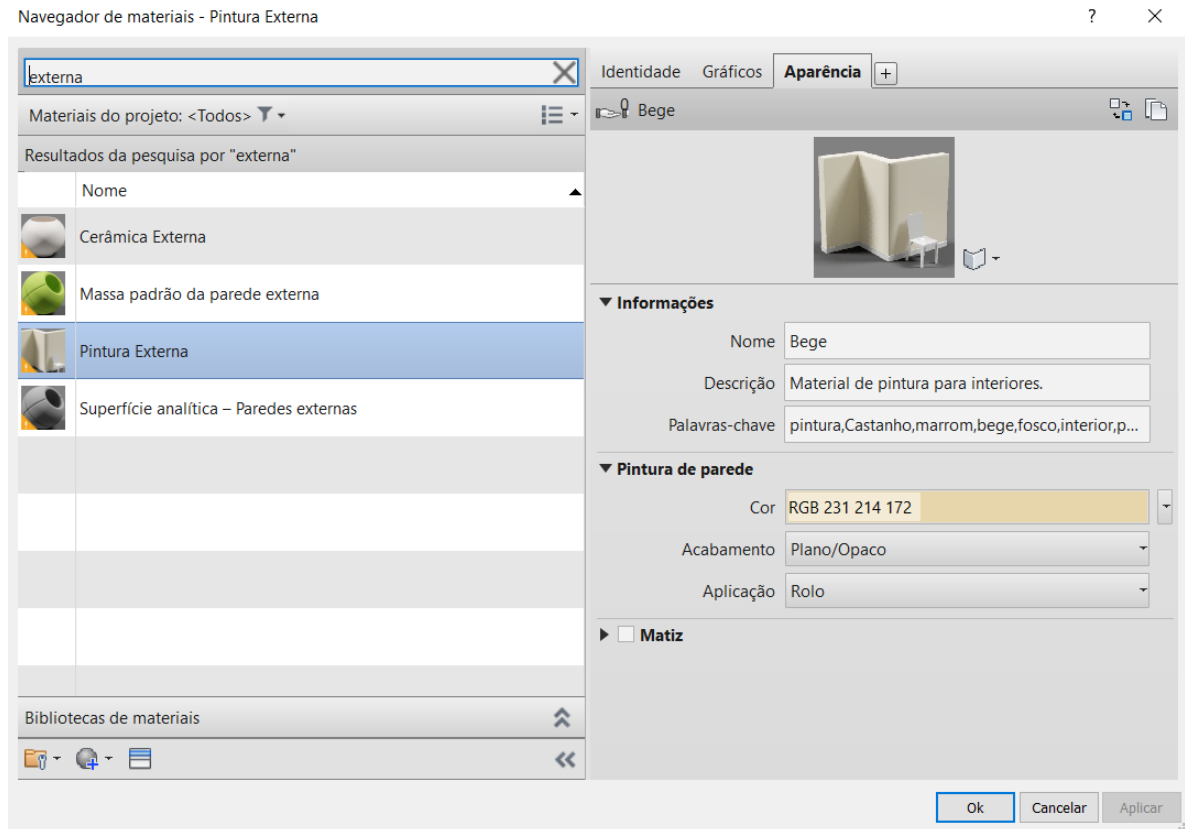 Navegador de materiais - Pintura Externa
?
externa
Materiais do projeto: <Todos>
Resultados da pesquisa por "externa"
Nome
Cerâmica Externa
Massa padrão da parede externa
Pintura Externa
Superfície analítica – Paredes externas
Bibliotecas de materiais
Identidade Gráficos Aparência +
Bege
Informações
Nome Bege
Descrição Material de pintura para interiores.
Palavras-chave pintura,Castanho,marrom,bege,fosco,interior,p...
Pintura de parede
Cor RGB 231 214 172
Acabamento Plano/Opaco
Aplicação Rolo
Matiz
Ok Cancelar Aplicar